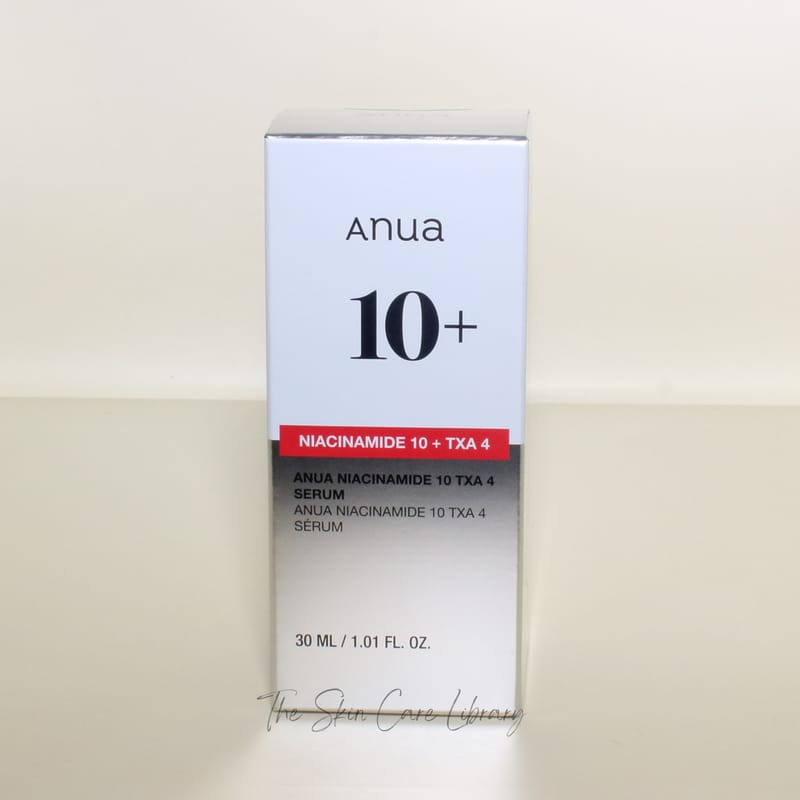 Anua
10+
NIACINAMIDE 10 + TXA 4
ANUA NIACINAMIDE 10 TXA 4
SERUM
ANUA NIACINAMIDE 10 TXA 4
SÉRUM
30 ML / 1.01 FL. OZ.
The Skin Care Library